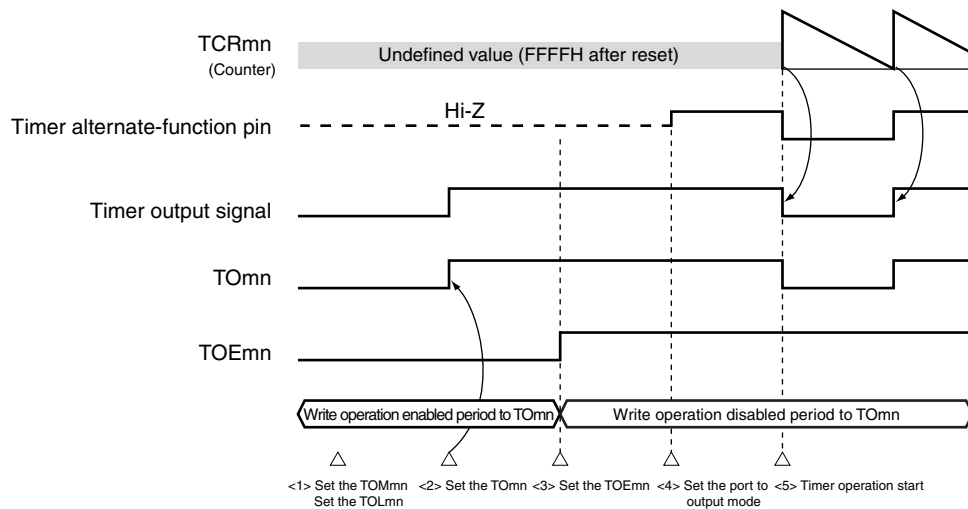 TCRmn
(Counter)
Undefined value (FFFFH after reset)
Hi-Z
Timer alternate-function pin
Timer output signal
TOmn
TOEmn
Write operation enabled period to TOmn
Write operation disabled period to TOmn
<1> Set the TOMmn
Set the TOLmn
<2> Set the TOmn
<3> Set the TOEmn
<4> Set the port to
output mode
<5> Timer operation start